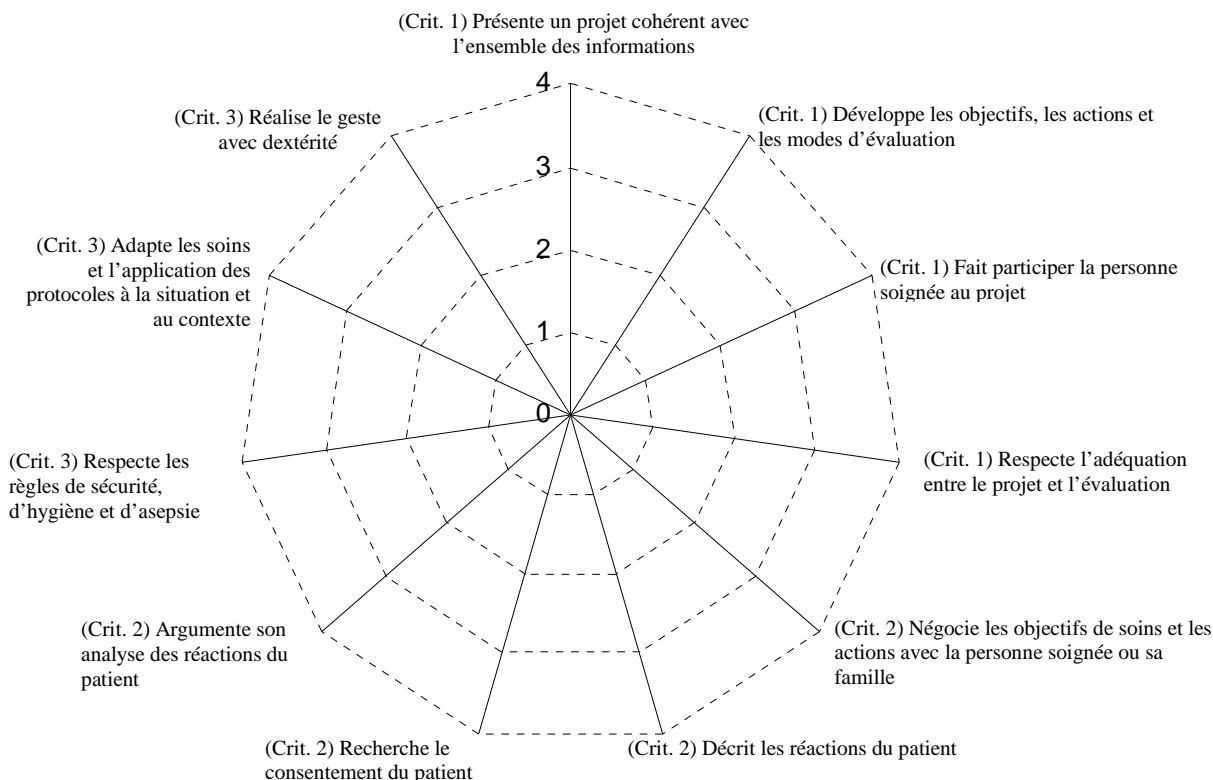 (Crit. 1) Présente un projet cohérent avec
l'ensemble des informations
4
(Crit. 1) Développe les objectifs, les actions et
les modes d'évaluation
(Crit. 3) Réalise le geste
avec dextérité
3
(Crit. 3) Adapte les soins
et l'application des
protocoles à la situation et
au contexte
2
(Crit. 1) Fait participer la personne
soignée au projet
1
0
(Crit. 3) Respecte les
règles de sécurité,
d'hygiène et d'asepsie
(Crit. 1) Respecte l'adéquation
entre le projet et l'évaluation
(Crit. 2) Argumente son
analyse des réactions du
patient
(Crit. 2) Négocie les objectifs de soins et les
actions avec la personne soignée ou sa
famille
(Crit. 2) Recherche le
consentement du patient
(Crit. 2) Décrit les réactions du patient